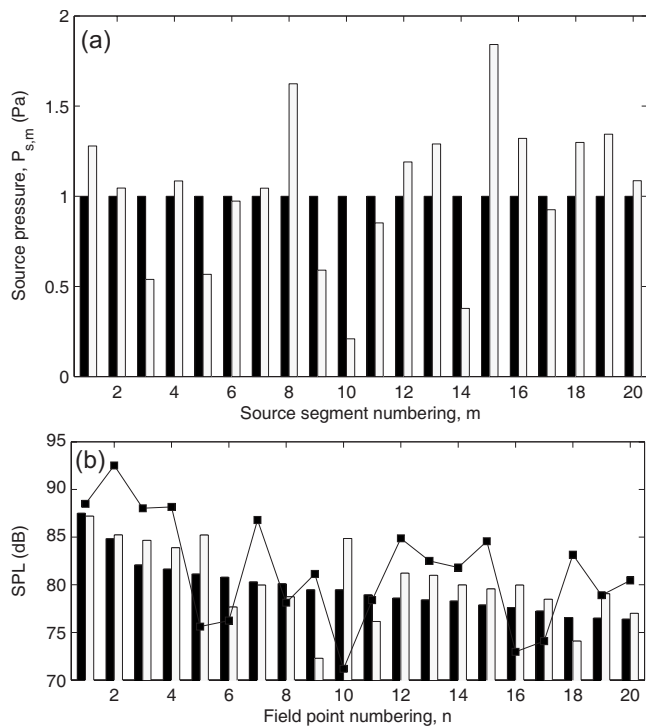 (a)
Source pressure, P_s,m (Pa)
2
1.5
1
0.5
0
2 4 6 8 10 12 14 16 18 20
Source segment numbering, m
(b)
SPL (dB)
95
90
85
80
75
70
2 4 6 8 10 12 14 16 18 20
Field point numbering, n